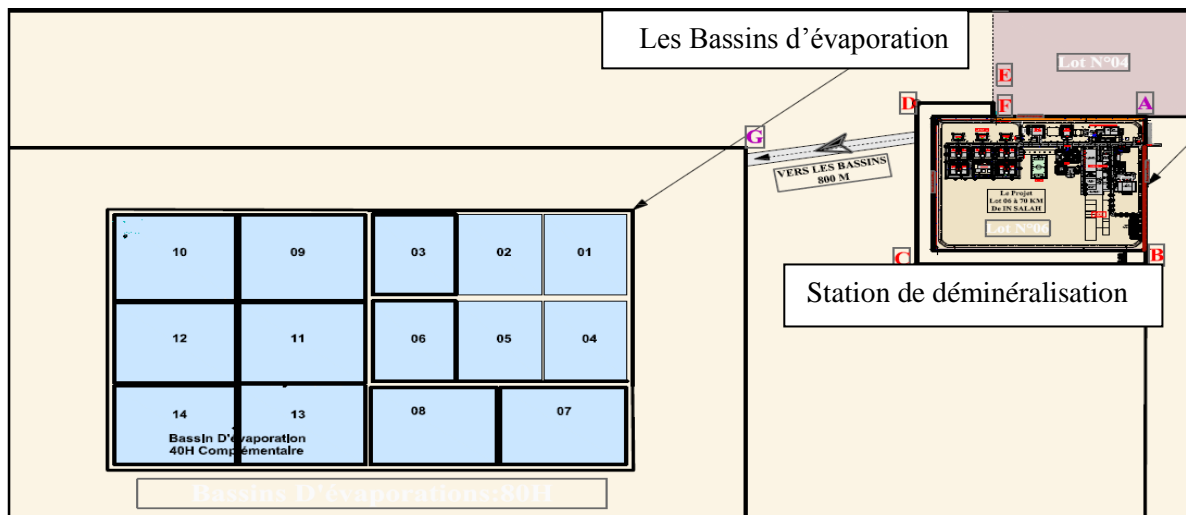 Les Bassins d’évaporation
Lot N°04
E
D
F
A
G
VERS LES BASSINS
800 M
Le Projet
Lot 06 à 70 KM
De IN SALAH
Lot N°06
C
B
Station de déminéralisation
10
09
03
02
01
12
11
06
05
04
14
13
08
07
Bassin D'évaporation
40H Complémentaire
Bassins D'évaporations:80H